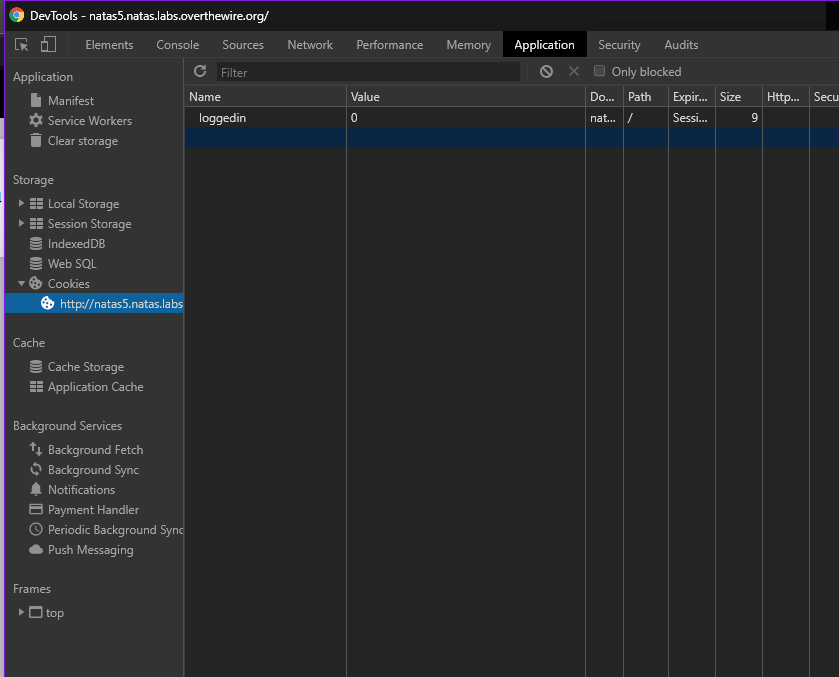 DevTools - natas5.natas.labs.overthewire.org/
Elements Console Sources Network Performance Memory Application Security Audits
Application
Manifest
Service Workers
Clear storage
Storage
Local Storage
Session Storage
IndexedDB
Web SQL
Cookies
http://natas5.natas.labs
Cache
Cache Storage
Application Cache
Background Services
Background Fetch
Background Sync
Notifications
Payment Handler
Periodic Background Sync
Push Messaging
Frames
top
Filter Only blocked
Name Value Do... Path Expir... Size Http... Secu
loggedin 0 nat... / Sessi... 9